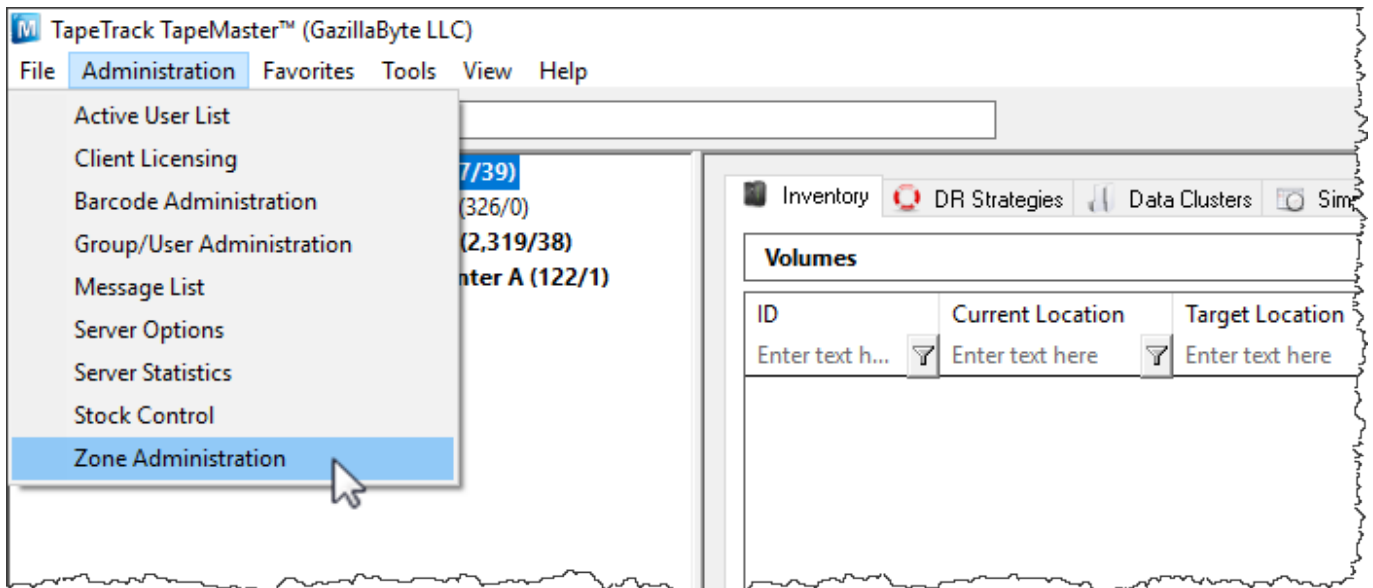 TapeTrack TapeMaster™ (GazillaByte LLC)
File Administration Favorites Tools View Help
Active User List
Client Licensing
Barcode Administration
Group/User Administration
Message List
Server Options
Server Statistics
Stock Control
Zone Administration
7/39)
(326/0)
(2,319/38)
nter A (122/1)
Inventory DR Strategies Data Clusters Sim
Volumes
ID Current Location Target Location
Enter text h... Enter text here Enter text here